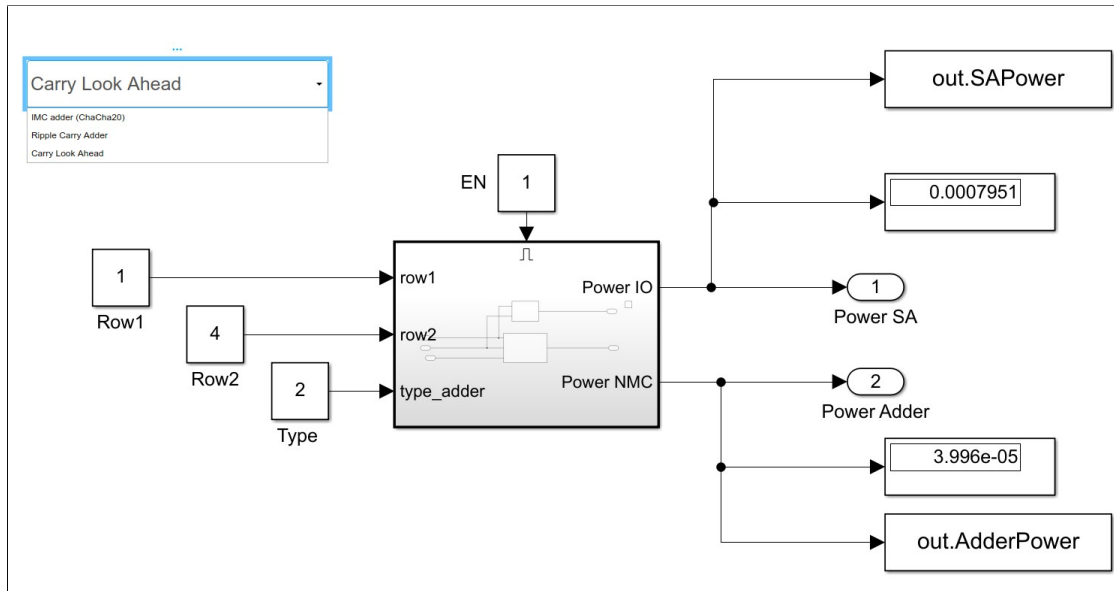 ...
Carry Look Ahead
IMC adder (ChaCha20)
Ripple Carry Adder
Carry Look Ahead
out.SAPower
EN
1
0.0007951
1
Row1
row1
Power IO
1
Power SA
4
Row2
row2
2
Type
type_adder
Power NMC
2
Power Adder
3.996e-05
out.AdderPower